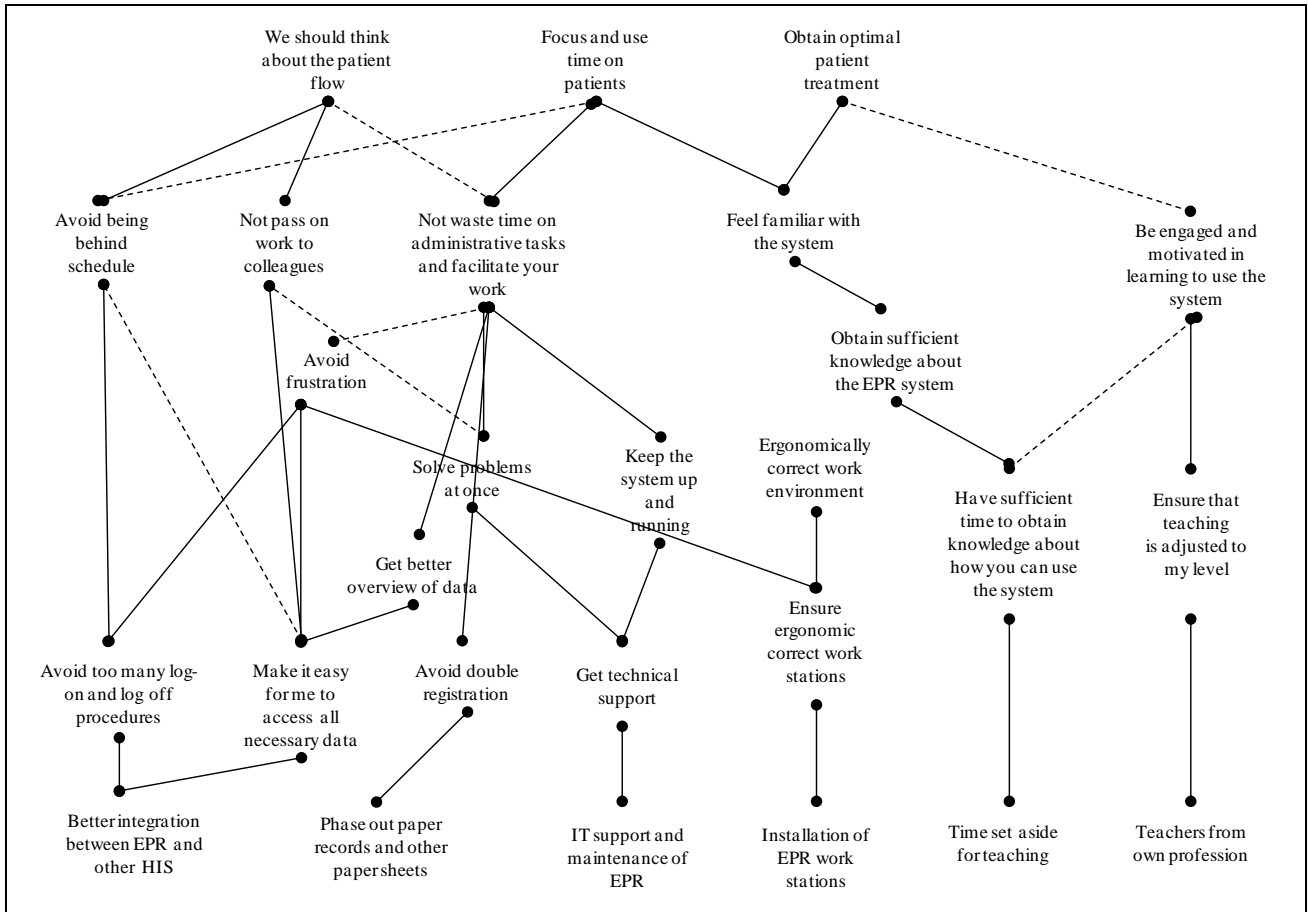 We should think
about the patient
flow
Focus and use
time on
patients
Obtain optimal
patient
treatment
Avoid being
behind
schedule
Not pass on
work to
colleagues
Not waste time on
administrative tasks
and facilitate your
work
Feel familiar with
the system
Be engaged and
motivated in
learning to use the
system
Avoid
frustration
Obtain sufficient
knowledge about
the EPR system
Solve problems
at once
Keep the
system up
and
running
Ergonomically
correct work
environment
Have sufficient
time to obtain
knowledge about
how you can use
the system
Ensure that
teaching
is adjusted to
my level
Get better
overview of data
Ensure
ergonomic
correct work
stations
Avoid too many log-
on and log off
procedures
Make it easy
for me to
access all
necessary data
Avoid double
registration
Get technical
support
Better integration
between EPR and
other HIS
Phase out paper
records and other
paper sheets
IT support and
maintenance of
EPR
Installation of
EPR work
stations
Time set aside
for teaching
Teachers from
own profession